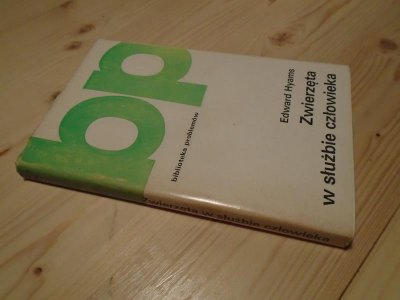 bp
biblioteka problemów
Edward Hyams
Zwierzęta
w służbie człowieka
Zwierzęta w służbie człowieka